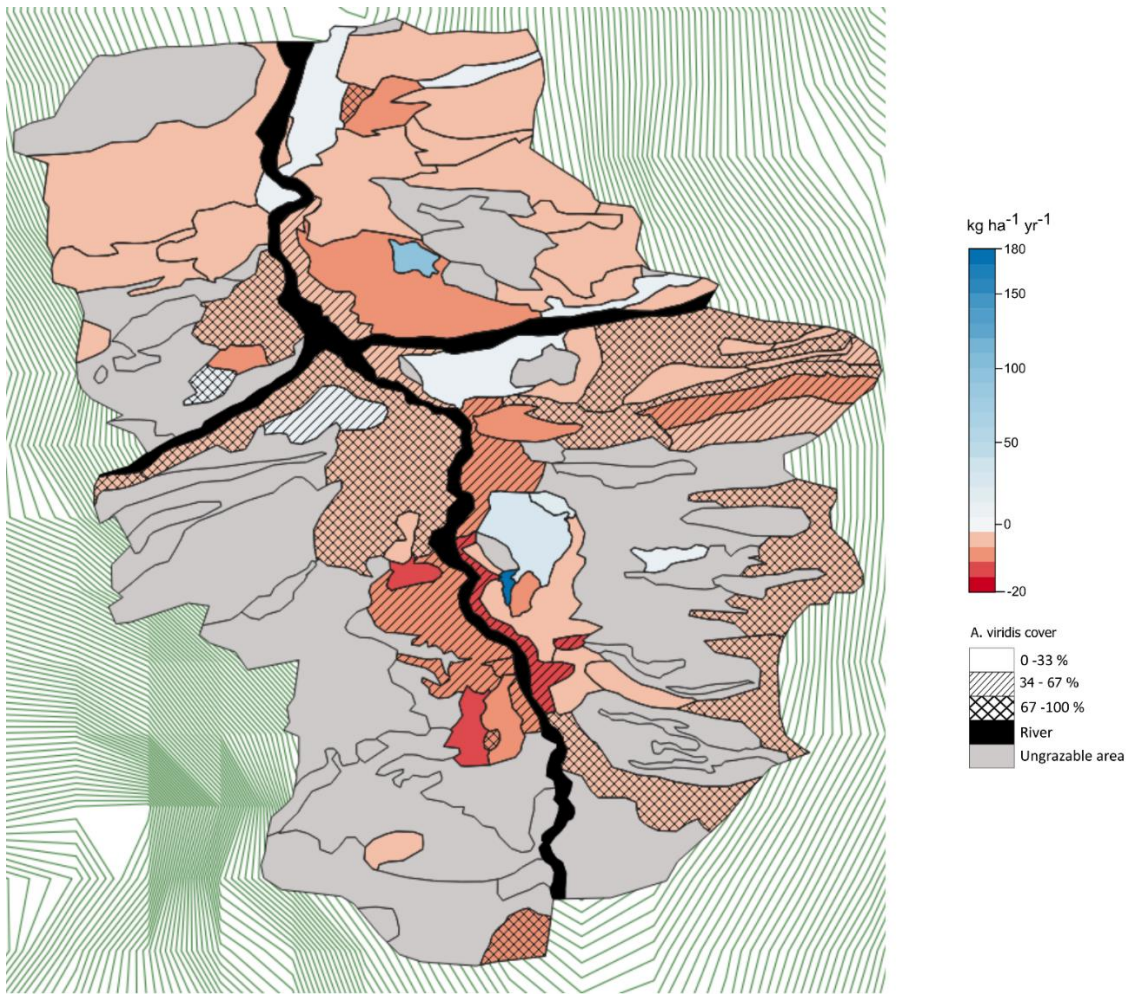 kg ha⁻¹ yr⁻¹
180
150
100
50
0
-20
A. viridis cover
0 -33 %
34 - 67 %
67 -100 %
River
Ungrazable area